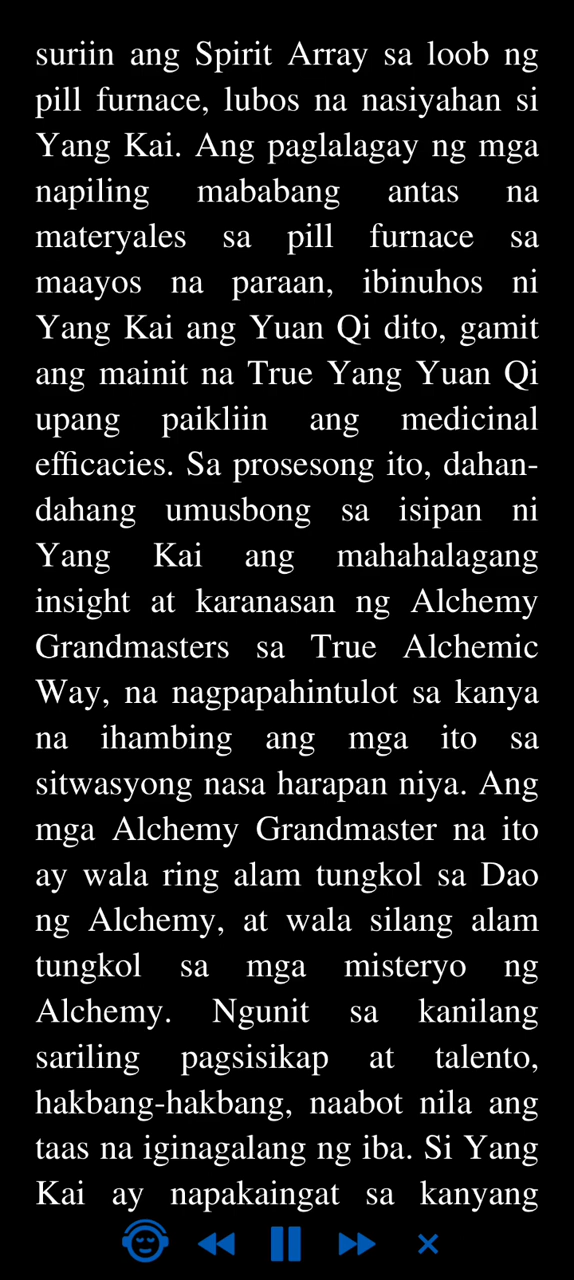 suriin ang Spirit Array sa loob ng
pill furnace, lubos na nasiyahan si
Yang Kai. Ang paglalagay ng mga
napiling mababang antas na
materyales sa pill furnace sa
maayos na paraan, ibinuhos ni
Yang Kai ang Yuan Qi dito, gamit
ang mainit na True Yang Yuan Qi
upang paikliin ang medicinal
efficacies. Sa prosesong ito, dahan-
dahang umusbong sa isipan ni
Yang Kai ang mahahalagang
insight at karanasan ng Alchemy
Grandmasters sa True Alchemic
Way, na nagpapahintulot sa kanya
na ihambing ang mga ito sa
sitwasyong nasa harapan niya. Ang
mga Alchemy Grandmaster na ito
ay wala ring alam tungkol sa Dao
ng Alchemy, at wala silang alam
tungkol sa mga misteryo ng
Alchemy. Ngunit sa kanilang
sariling pagsisikap at talento,
hakbang-hakbang, naabot nila ang
taas na iginagalang ng iba. Si Yang
Kai ay napakaingat sa kanyang